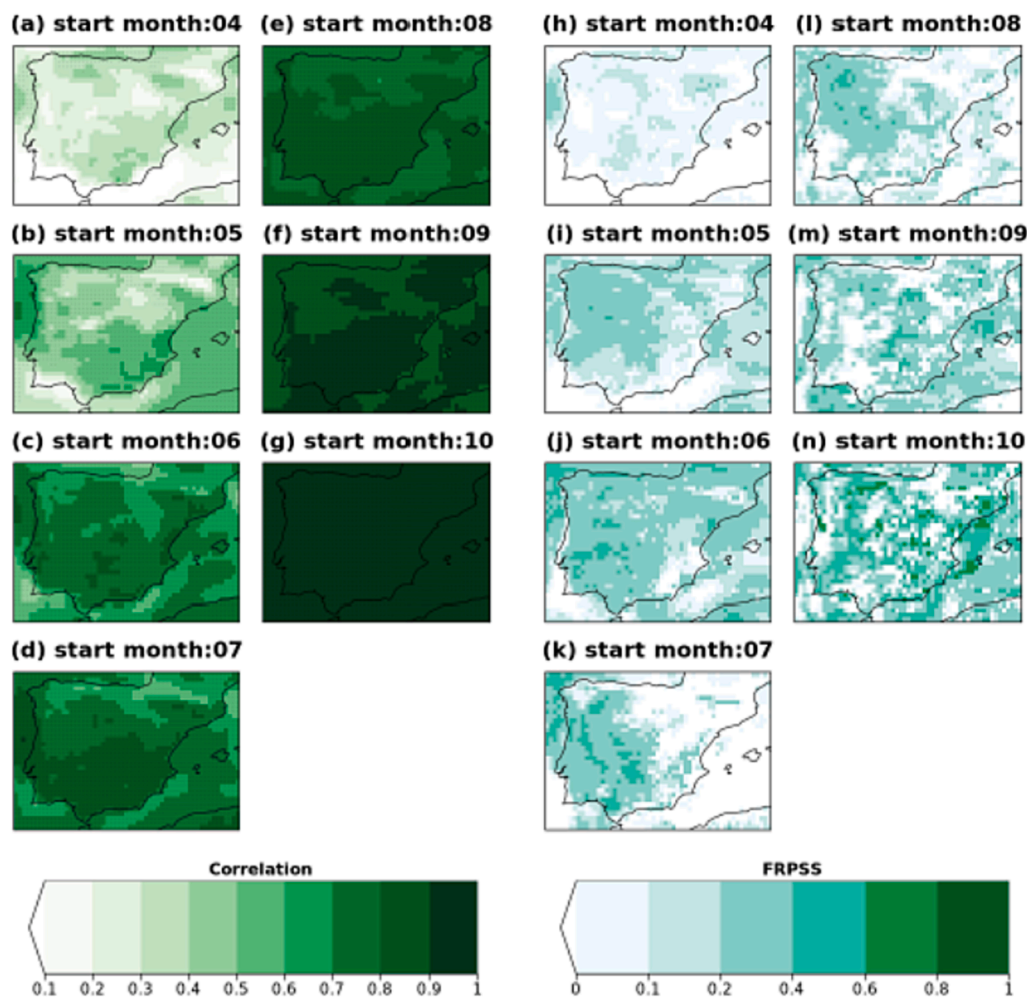 (a) start month:04 (e) start month:08 (h) start month:04 (l) start month:08
(b) start month:05 (f) start month:09 (i) start month:05 (m) start month:09
(c) start month:06 (g) start month:10 (j) start month:06 (n) start month:10
(d) start month:07 (k) start month:07
Correlation FRPSS
0.1 0.2 0.3 0.4 0.5 0.6 0.7 0.8 0.9 1 0 0.1 0.2 0.4 0.6 0.8 1